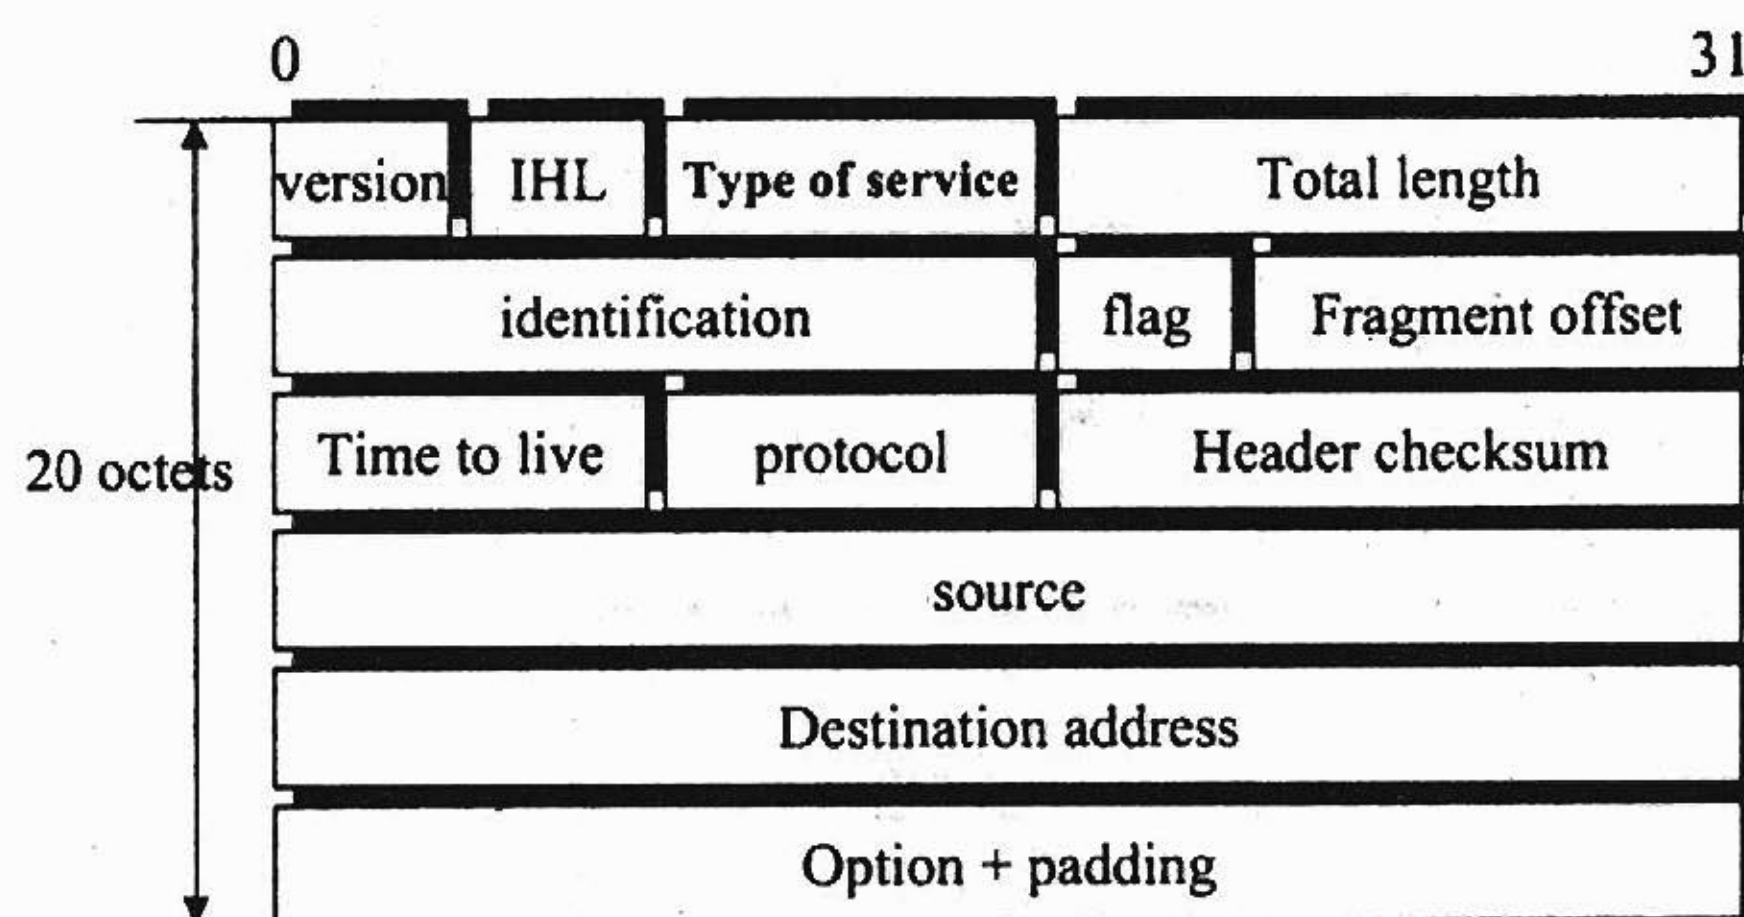 0 31
version IHL Type of service Total length
identification flag Fragment offset
Time to live protocol Header checksum
20 octets
source
Destination address
Option + padding